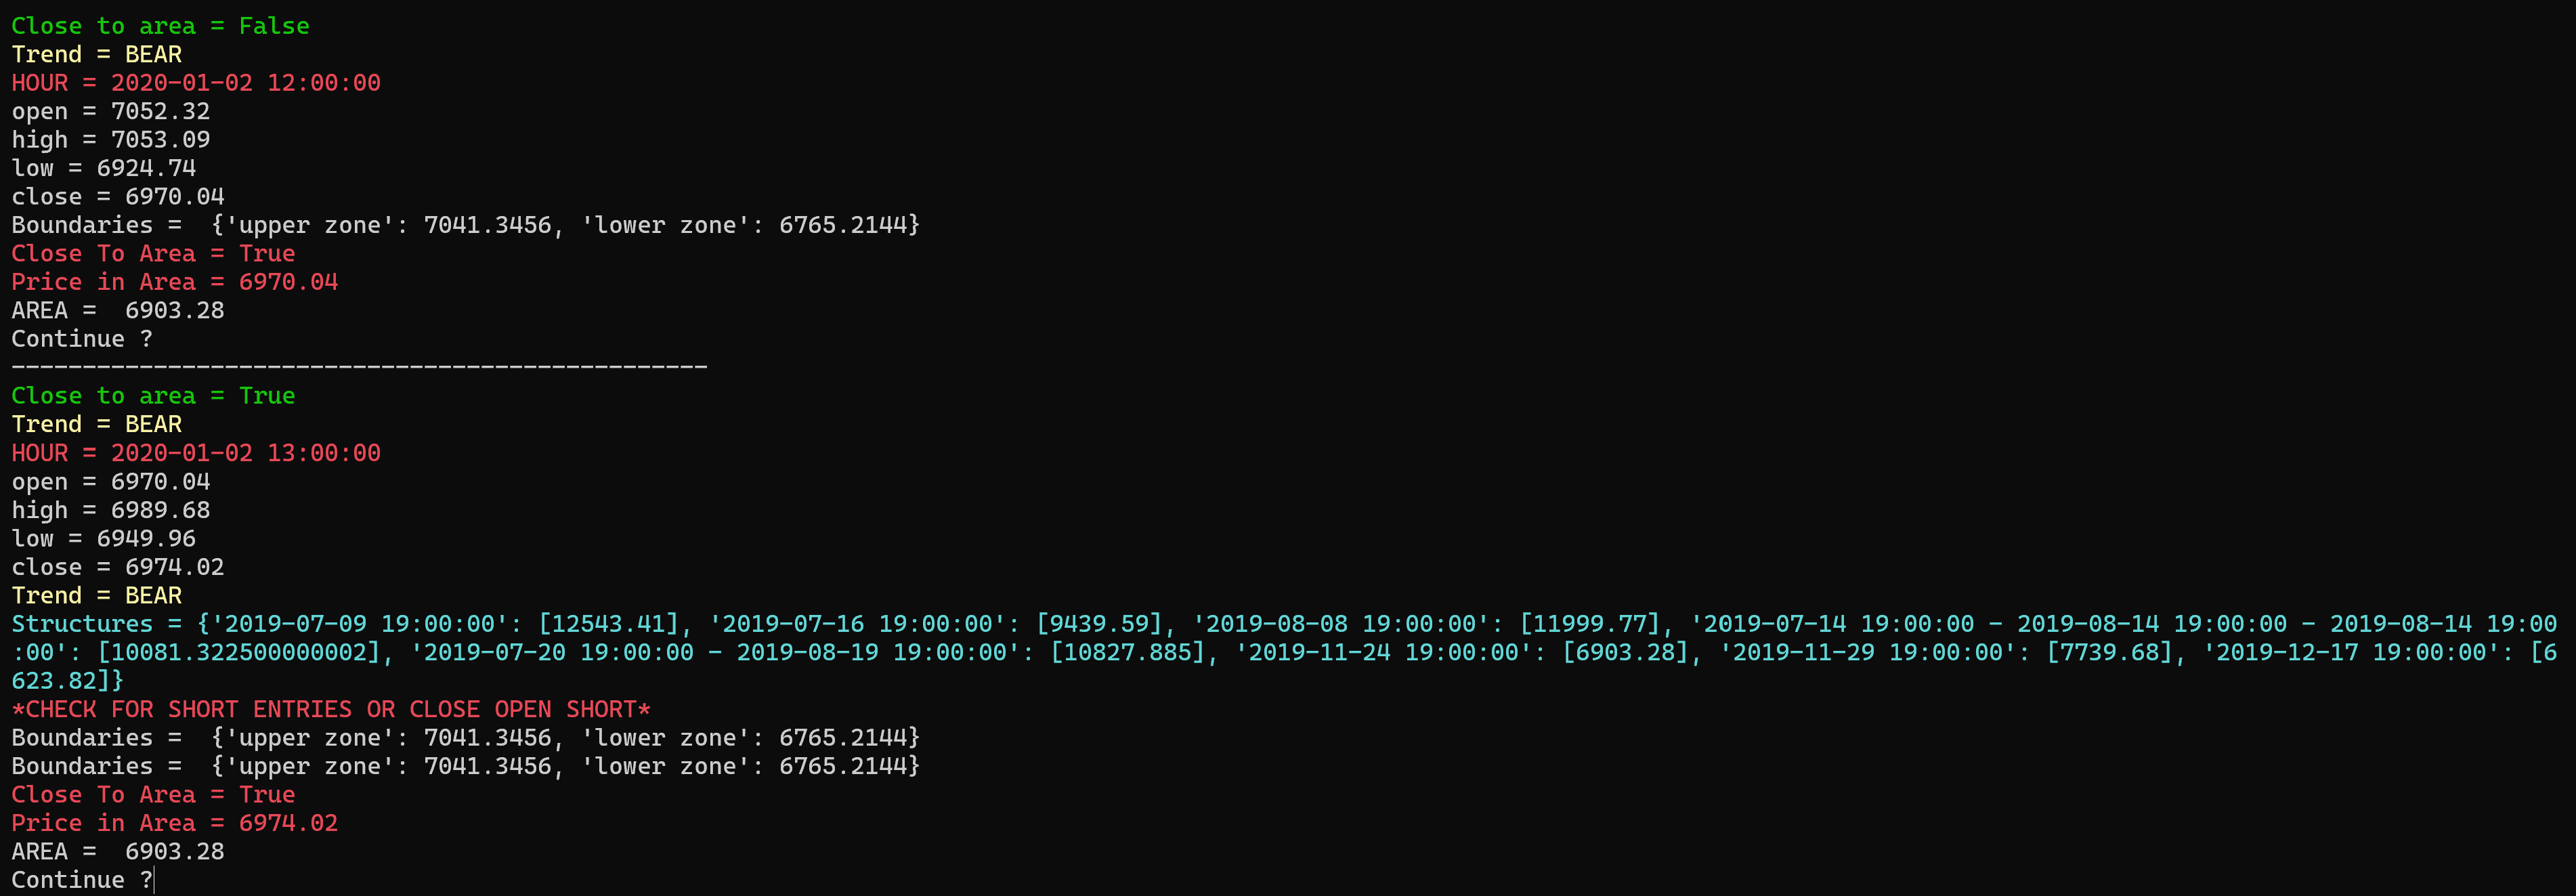 Close to area = False
Trend = BEAR
HOUR = 2020-01-02 12:00:00
open = 7052.32
high = 7053.09
low = 6924.74
close = 6970.04
Boundaries =  {'upper zone': 7041.3456, 'lower zone': 6765.2144}
Close To Area = True
Price in Area = 6970.04
AREA =  6903.28
Continue ?
-------------------------------------------------
Close to area = True
Trend = BEAR
HOUR = 2020-01-02 13:00:00
open = 6970.04
high = 6989.68
low = 6949.96
close = 6974.02
Trend = BEAR
Structures = {'2019-07-09 19:00:00': [12543.41], '2019-07-16 19:00:00': [9439.59], '2019-08-08 19:00:00': [11999.77], '2019-07-14 19:00:00 - 2019-08-14 19:00:00 - 2019-08-14 19:00
:00': [10081.322500000002], '2019-07-20 19:00:00 - 2019-08-19 19:00:00': [10827.885], '2019-11-24 19:00:00': [6903.28], '2019-11-29 19:00:00': [7739.68], '2019-12-17 19:00:00': [6
623.82]}
*CHECK FOR SHORT ENTRIES OR CLOSE OPEN SHORT*
Boundaries =  {'upper zone': 7041.3456, 'lower zone': 6765.2144}
Boundaries =  {'upper zone': 7041.3456, 'lower zone': 6765.2144}
Close To Area = True
Price in Area = 6974.02
AREA =  6903.28
Continue ?